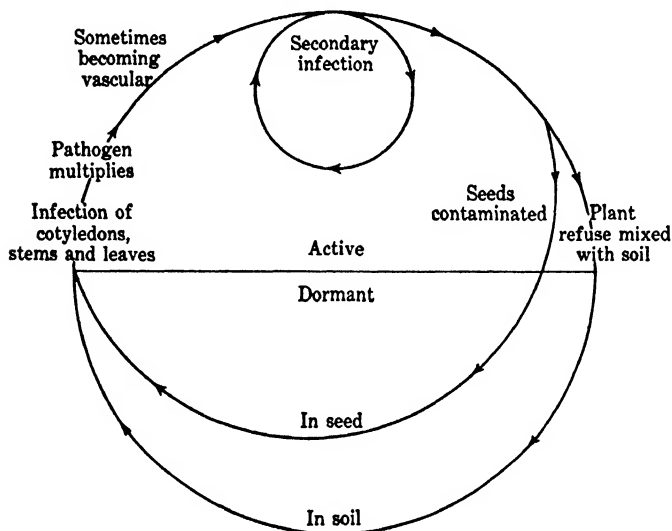 Sometimes
becoming
vascular
Secondary
infection
Pathogen
multiplies
Infection of
cotyledons,
stems and leaves
Seeds
contaminated
Plant
refuse mixed
with soil
Active
Dormant
In seed
In soil